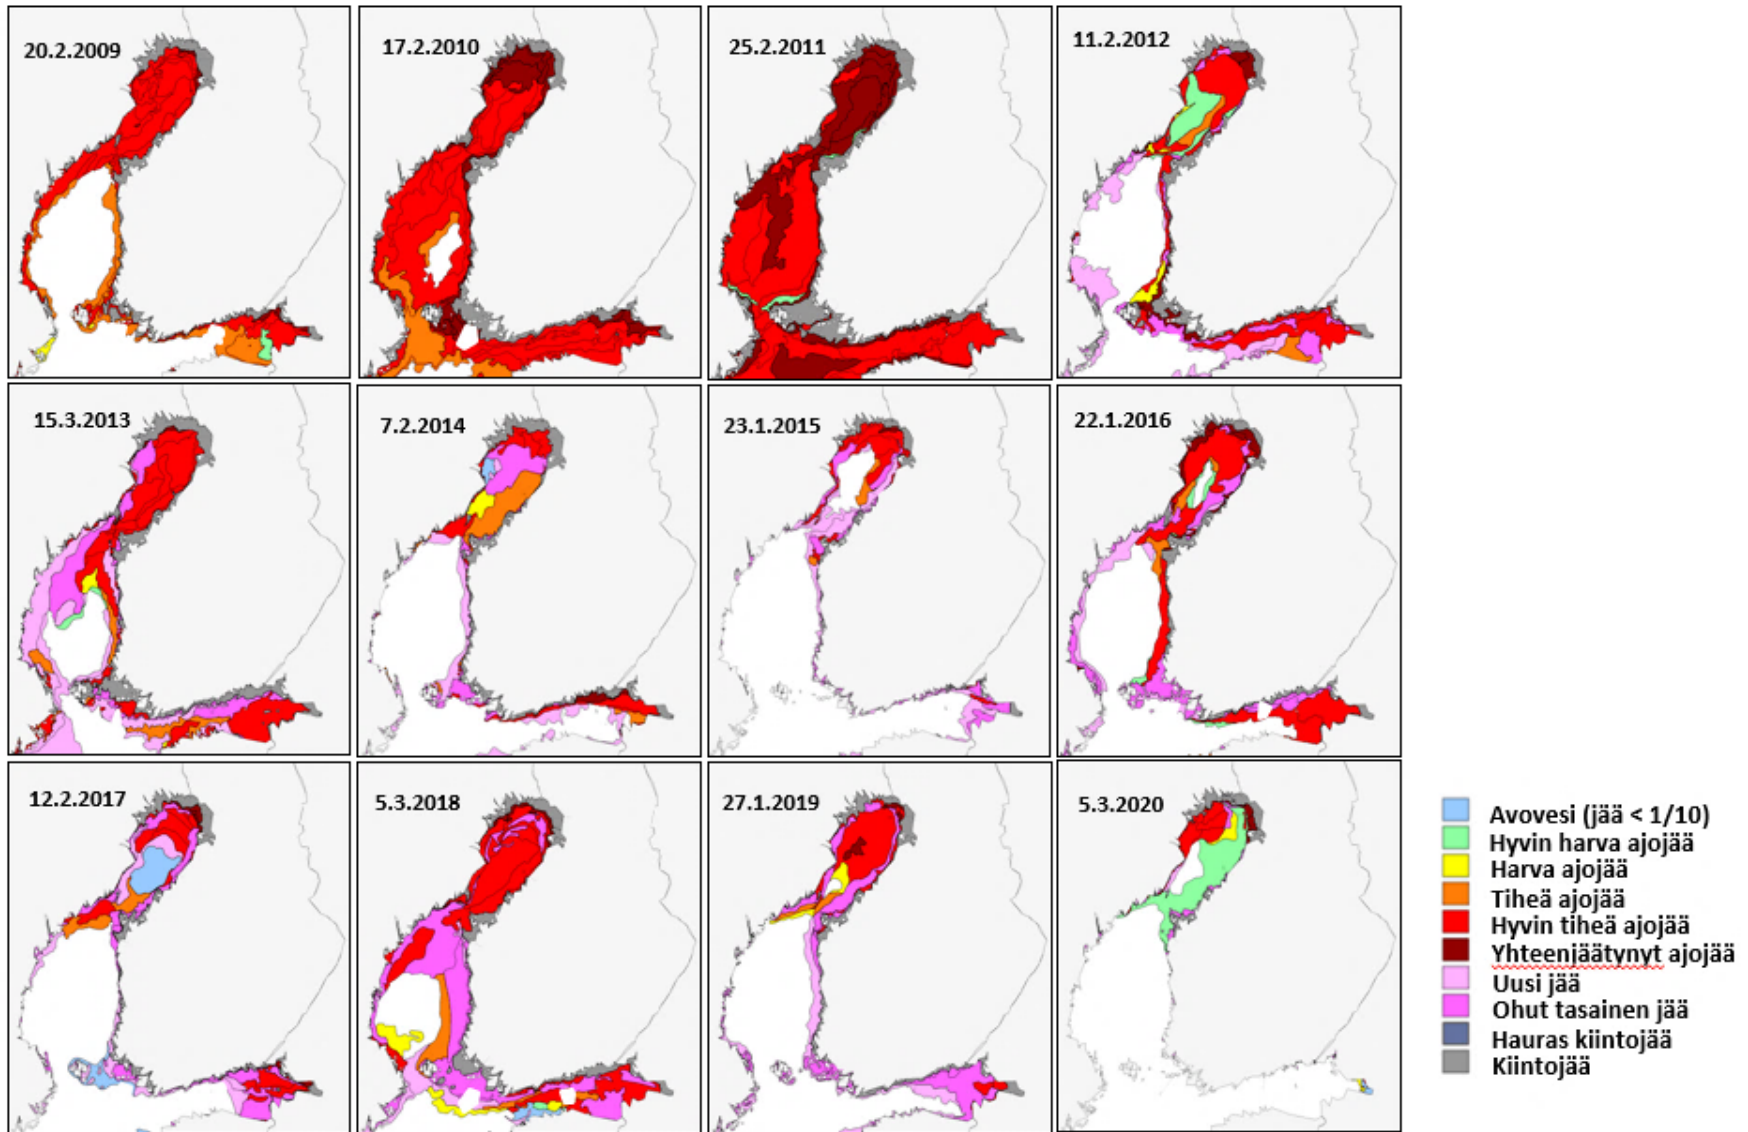 20.2.2009
17.2.2010
25.2.2011
11.2.2012
15.3.2013
7.2.2014
23.1.2015
22.1.2016
12.2.2017
5.3.2018
27.1.2019
5.3.2020
Avovesi (jää < 1/10)
Hyvin harva ajojää
Harva ajojää
Tiheä ajojää
Hyvin tiheä ajojää
Yhteenjäätynyt ajojää
Uusi jää
Ohut tasainen jää
Hauras kiintojää
Kiintojää